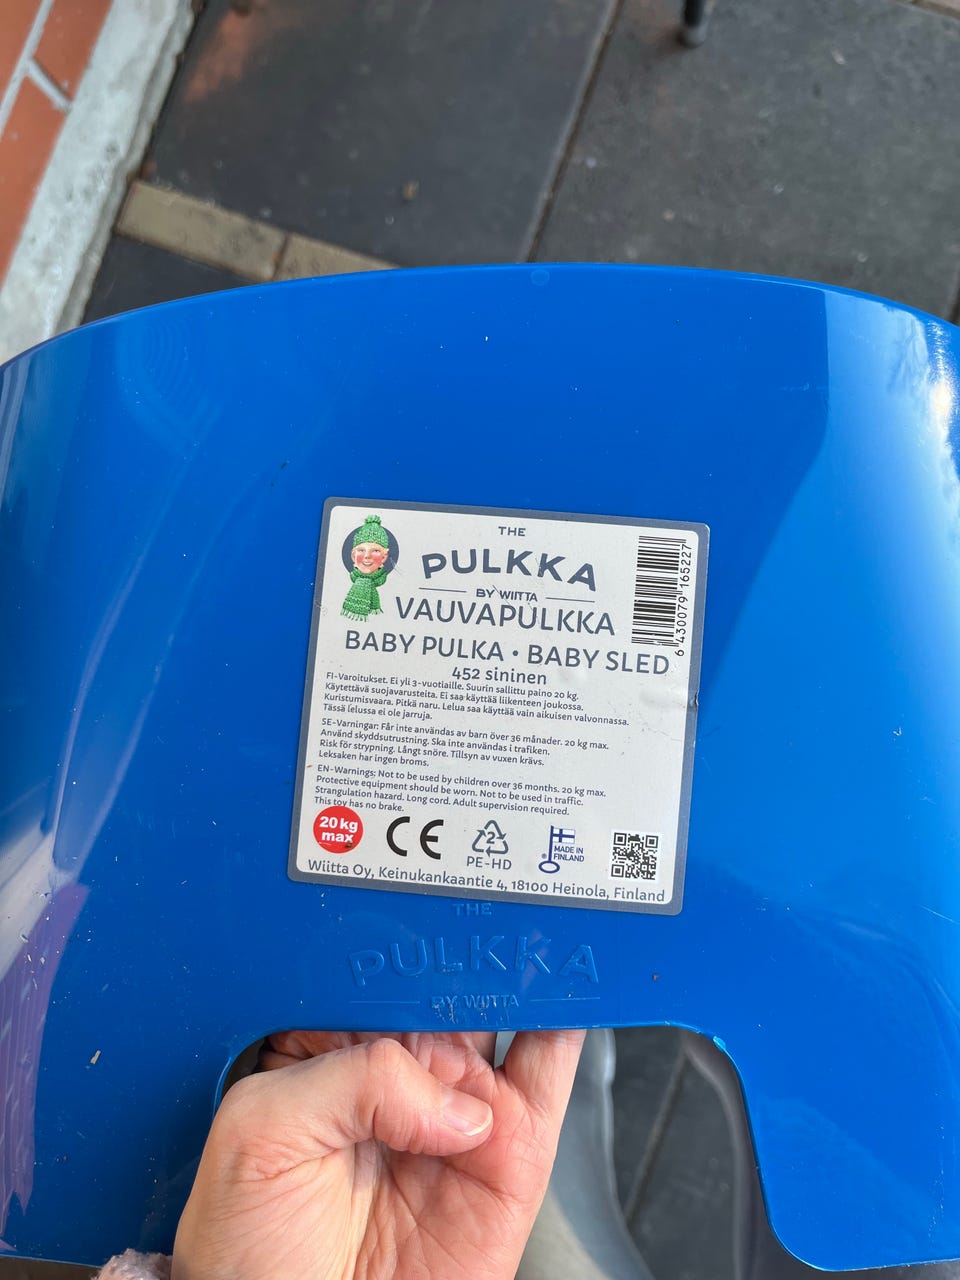 THE
PULKKA
BY WIITTA
VAUVAPULKKA
BABY PULKA • BABY SLED
452 sininen
6 430079 165227
FI-Varoitukset. Ei yli 3-vuotiaille. Suurin sallittu paino 20 kg.
Käytettävä suojavarusteita. Ei saa käyttää liikenteen joukossa.
Kuristumisvaara. Pitkä naru. Lelua saa käyttää vain aikuisen valvonnassa.
Tässä lelussa ei ole jarruja.
SE-Varningar: Får inte användas av barn över 36 månader. 20 kg max.
Använd skyddsutrustning. Ska inte användas i trafiken.
Risk för strypning. Långt snöre. Tillsyn av vuxen krävs.
Leksaken har ingen broms.
EN-Warnings: Not to be used by children over 36 months. 20 kg max.
Protective equipment should be worn. Not to be used in traffic.
Strangulation hazard. Long cord. Adult supervision required.
This toy has no brake.
20 kg
max
CE
2
PE-HD
MADE IN
FINLAND
Wiitta Oy, Keinukankaantie 4, 18100 Heinola, Finland
THE
PULKKA
BY WIITTA